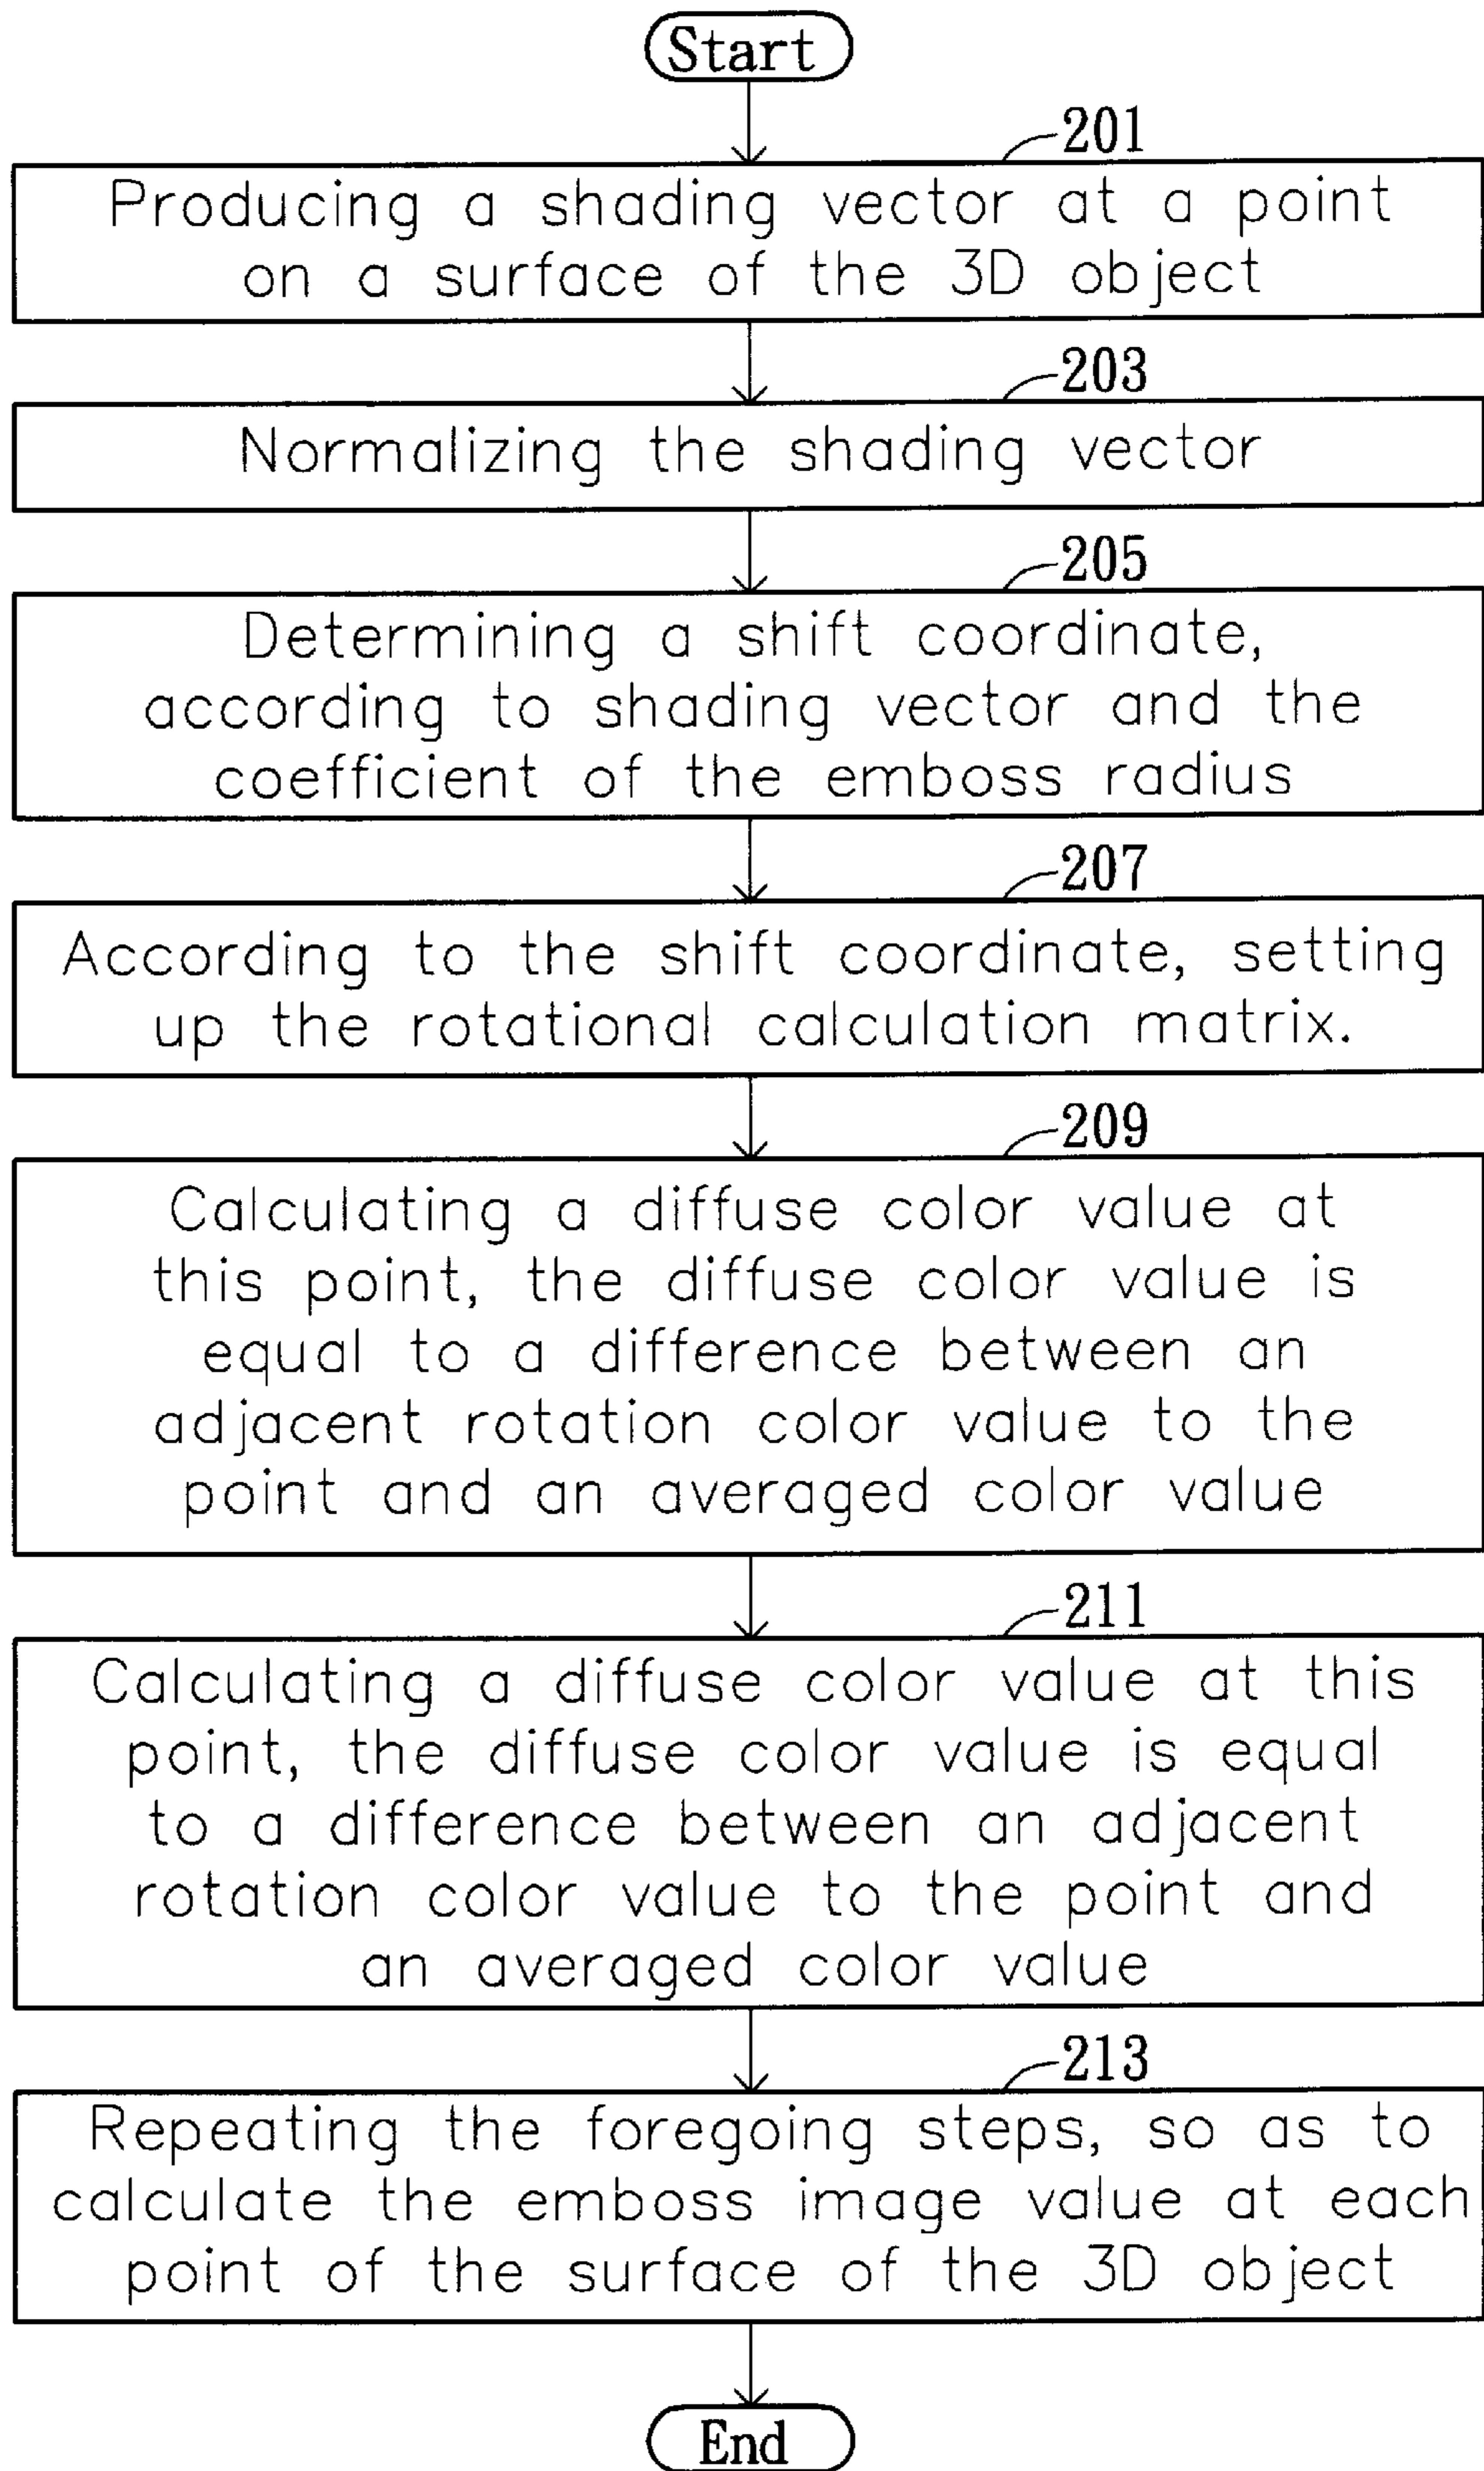 Start
201
Producing a shading vector at a point
on a surface of the 3D object
203
Normalizing the shading vector
205
Determining a shift coordinate,
according to shading vector and the
coefficient of the emboss radius
207
According to the shift coordinate, setting
up the rotational calculation matrix.
209
Calculating a diffuse color value at
this point, the diffuse color value is
equal to a difference between an
adjacent rotation color value to the
point and an averaged color value
211
Calculating a diffuse color value at this
point, the diffuse color value is equal
to a difference between an adjacent
rotation color value to the point and
an averaged color value
213
Repeating the foregoing steps, so as to
calculate the emboss image value at each
point of the surface of the 3D object
End